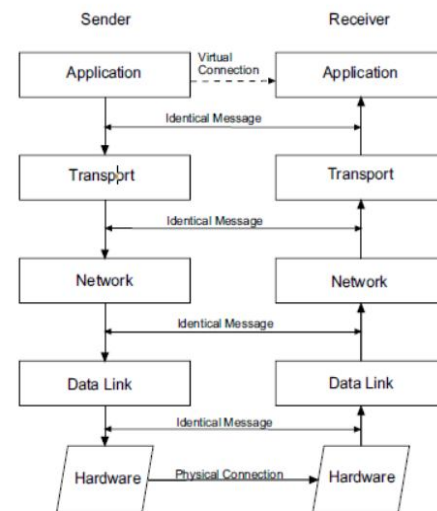 Sender Receiver
Virtual
Connection
Application Application
Identical Message
Transport Transport
Identical Message
Network Network
Identical Message
Data Link Data Link
Identical Message
Hardware Physical Connection Hardware